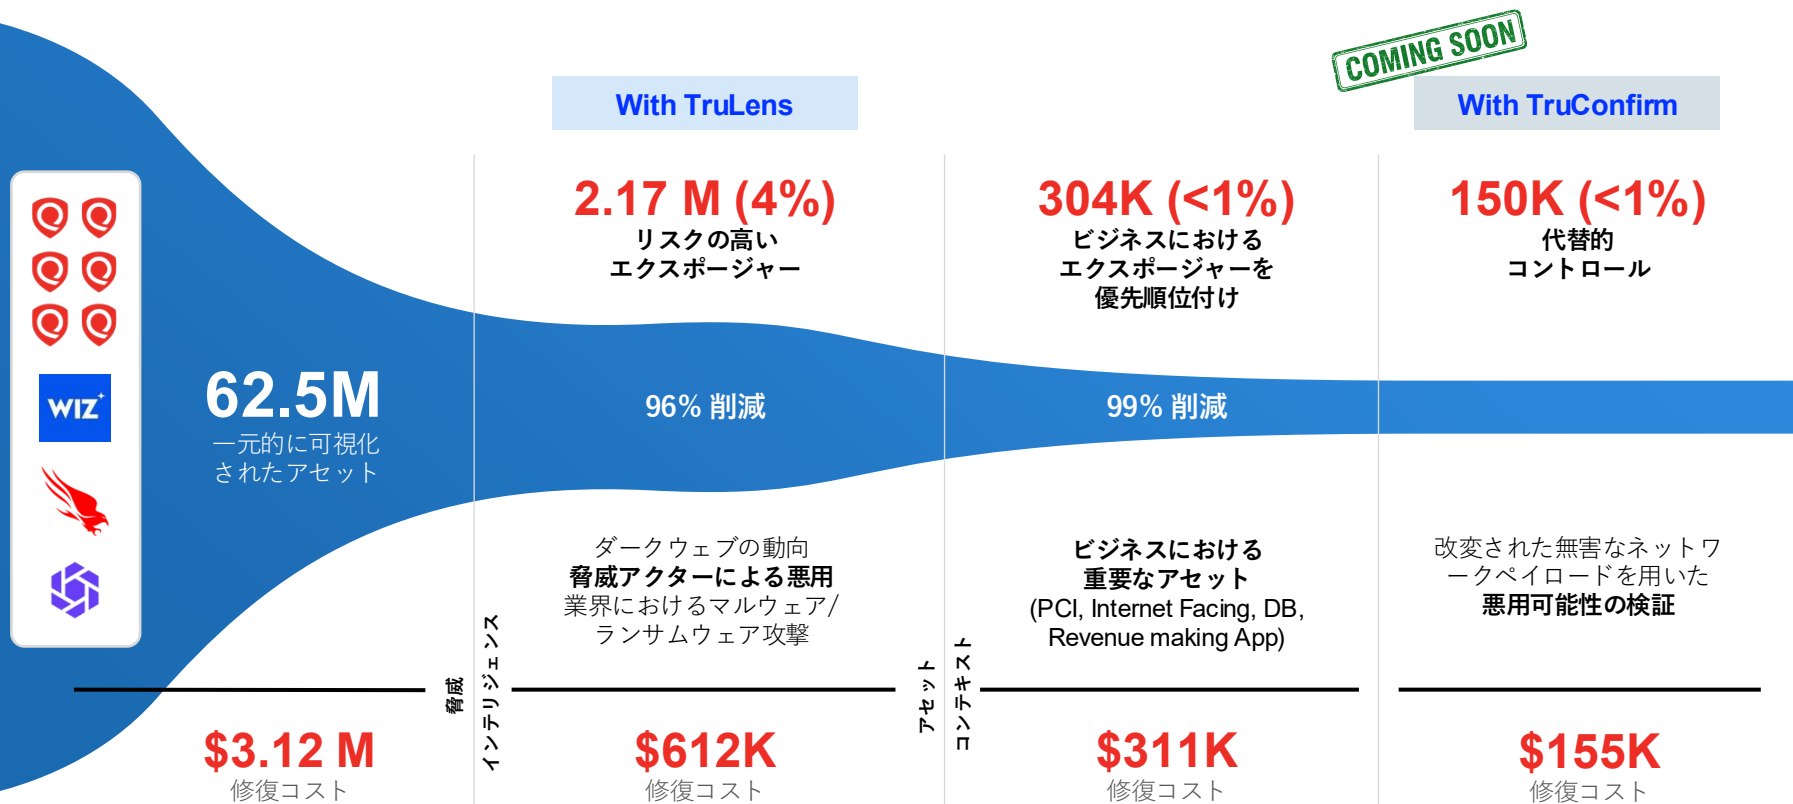 COMING SOON
With TruLens
With TruConfirm
WIZ
62.5M
一元的に可視化
されたアセット
$3.12 M
修復コスト
脅威
インテリジェンス
2.17 M (4%)
リスクの高い
エクスポージャー
96% 削減
ダークウェブの動向
脅威アクターによる悪用
業界におけるマルウェア/
ランサムウェア攻撃
$612K
修復コスト
アセット
コンテキスト
304K (<1%)
ビジネスにおける
エクスポージャーを
優先順位付け
99% 削減
ビジネスにおける
重要なアセット
(PCI, Internet Facing, DB,
Revenue making App)
$311K
修復コスト
150K (<1%)
代替的
コントロール
改変された無害なネットワ
ークペイロードを用いた
悪用可能性の検証
$155K
修復コスト